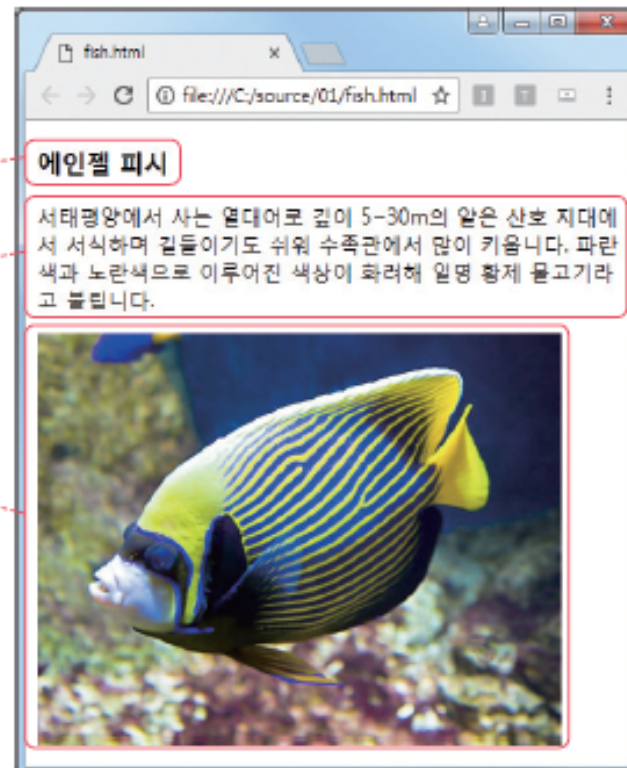 fish.html
file:///C:/source/01/fish.html
에인젤 피시
서태평양에서 사는 열대어로 깊이 5-30m의 얕은 산호 지대에
서 서식하며 길들이기도 쉬워 수족관에서 많이 키웁니다. 파란
색과 노란색으로 이루어진 색상이 화려해 일명 황제 물고기라
고 불립니다.